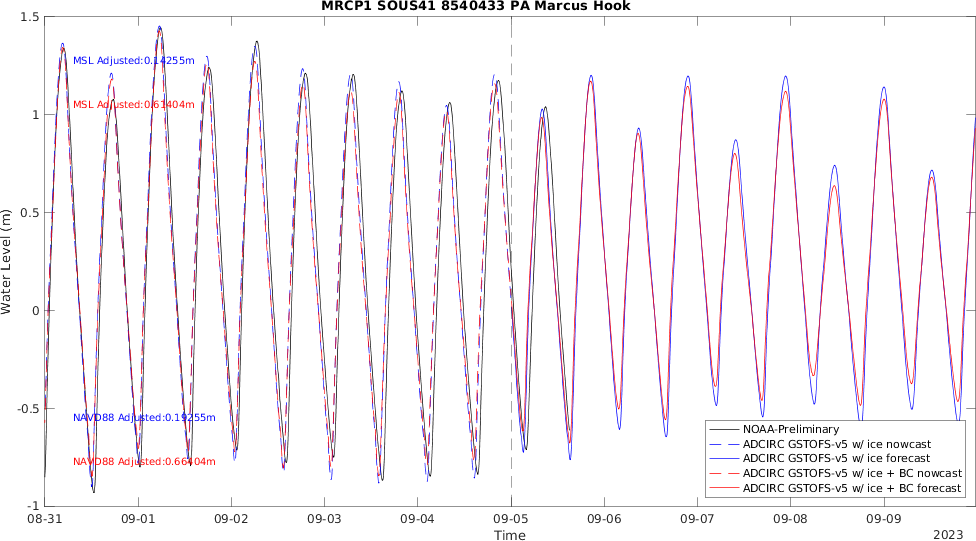 MRCP1 SOUS41 8540433 PA Marcus Hook
1.5
MSL Adjusted:0.14255m
MSL Adjusted:0.61404m
1
0.5
Water Level (m)
0
-0.5
NAVD88 Adjusted:0.19255m
NAVD88 Adjusted:0.66404m
-1
NOAA-Preliminary
ADCIRC GSTOFS-v5 w/ ice nowcast
ADCIRC GSTOFS-v5 w/ ice forecast
ADCIRC GSTOFS-v5 w/ ice + BC nowcast
ADCIRC GSTOFS-v5 w/ ice + BC forecast
08-31 09-01 09-02 09-03 09-04 09-05 09-06 09-07 09-08 09-09
Time
2023